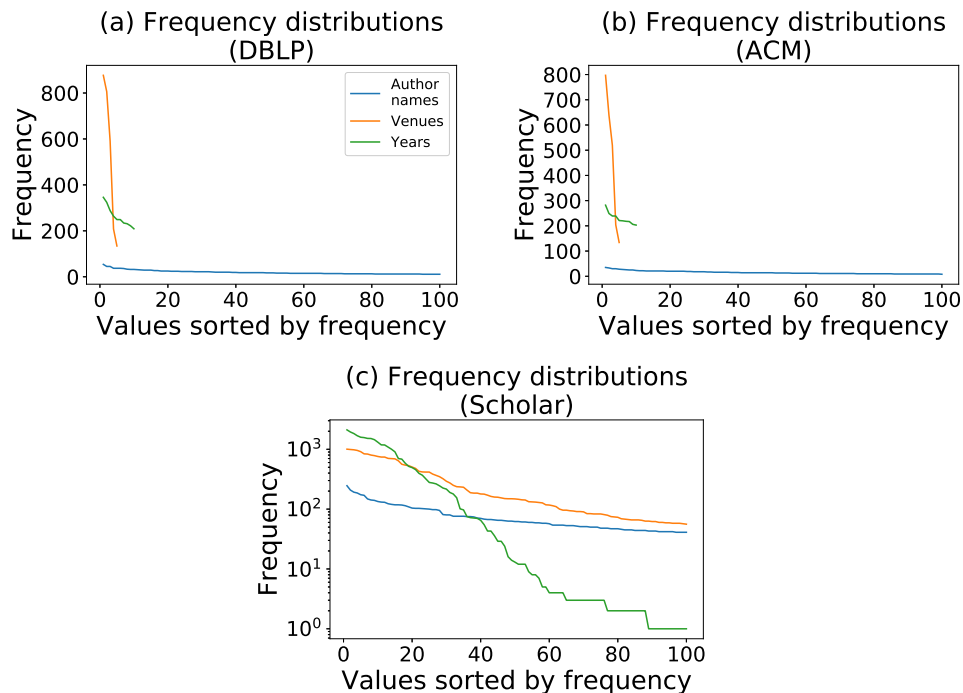 (a) Frequency distributions
(DBLP)
Frequency
800
600
400
200
0
0 20 40 60 80 100
Values sorted by frequency
Author
names
Venues
Years
(b) Frequency distributions
(ACM)
Frequency
800
700
600
500
400
300
200
100
0
0 20 40 60 80 100
Values sorted by frequency
(c) Frequency distributions
(Scholar)
Frequency
10³
10²
10¹
10⁰
0 20 40 60 80 100
Values sorted by frequency